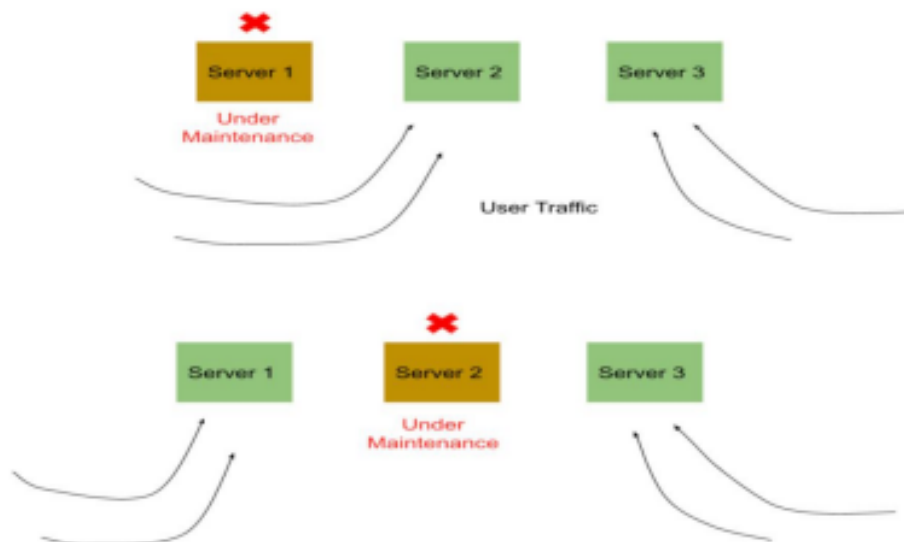 Server 1
Server 2
Server 3
Under
Maintenance
User Traffic
Server 1
Server 2
Server 3
Under
Maintenance